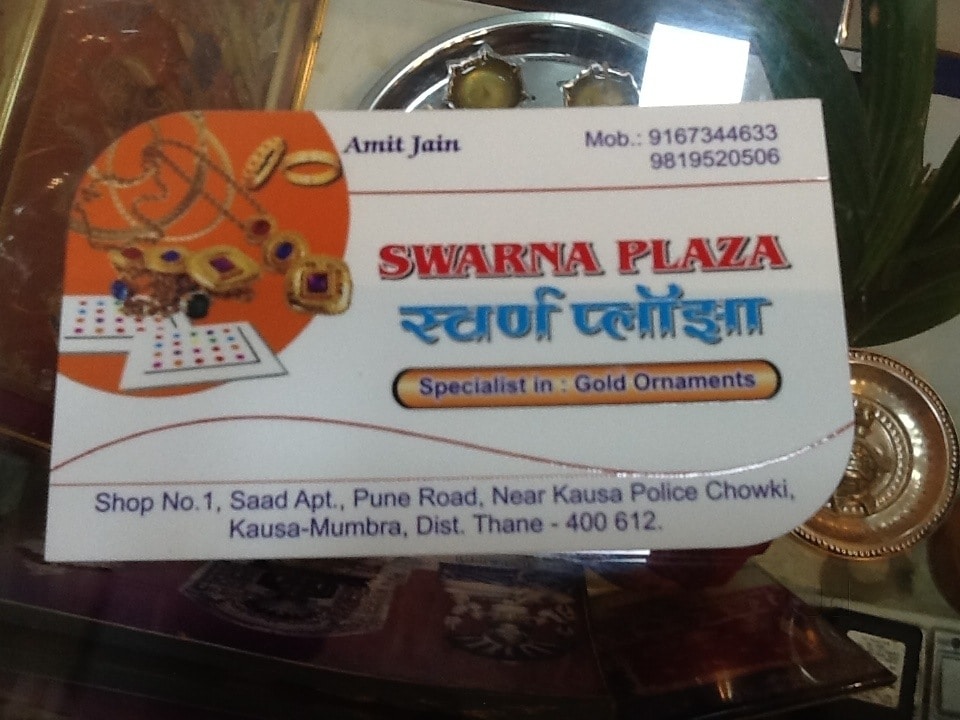 Amit Jain
Mob.: 9167344633
9819520506
SWARNA PLAZA
स्वर्ण प्लॉझा
Specialist in : Gold Ornaments
Shop No.1, Saad Apt., Pune Road, Near Kausa Police Chowki,
Kausa-Mumbra, Dist. Thane - 400 612.